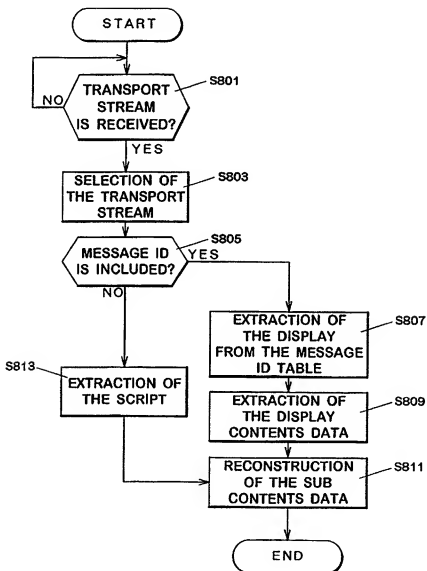 START
S801
TRANSPORT
STREAM
IS RECEIVED?
NO
YES
S803
SELECTION OF
THE TRANSPORT
STREAM
S805
MESSAGE ID
IS INCLUDED?
YES
NO
S807
EXTRACTION OF
THE DISPLAY
FROM THE MESSAGE
ID TABLE
S813
EXTRACTION OF
THE SCRIPT
S809
EXTRACTION OF
THE DISPLAY
CONTENTS DATA
S811
RECONSTRUCTION
OF THE SUB
CONTENTS DATA
END